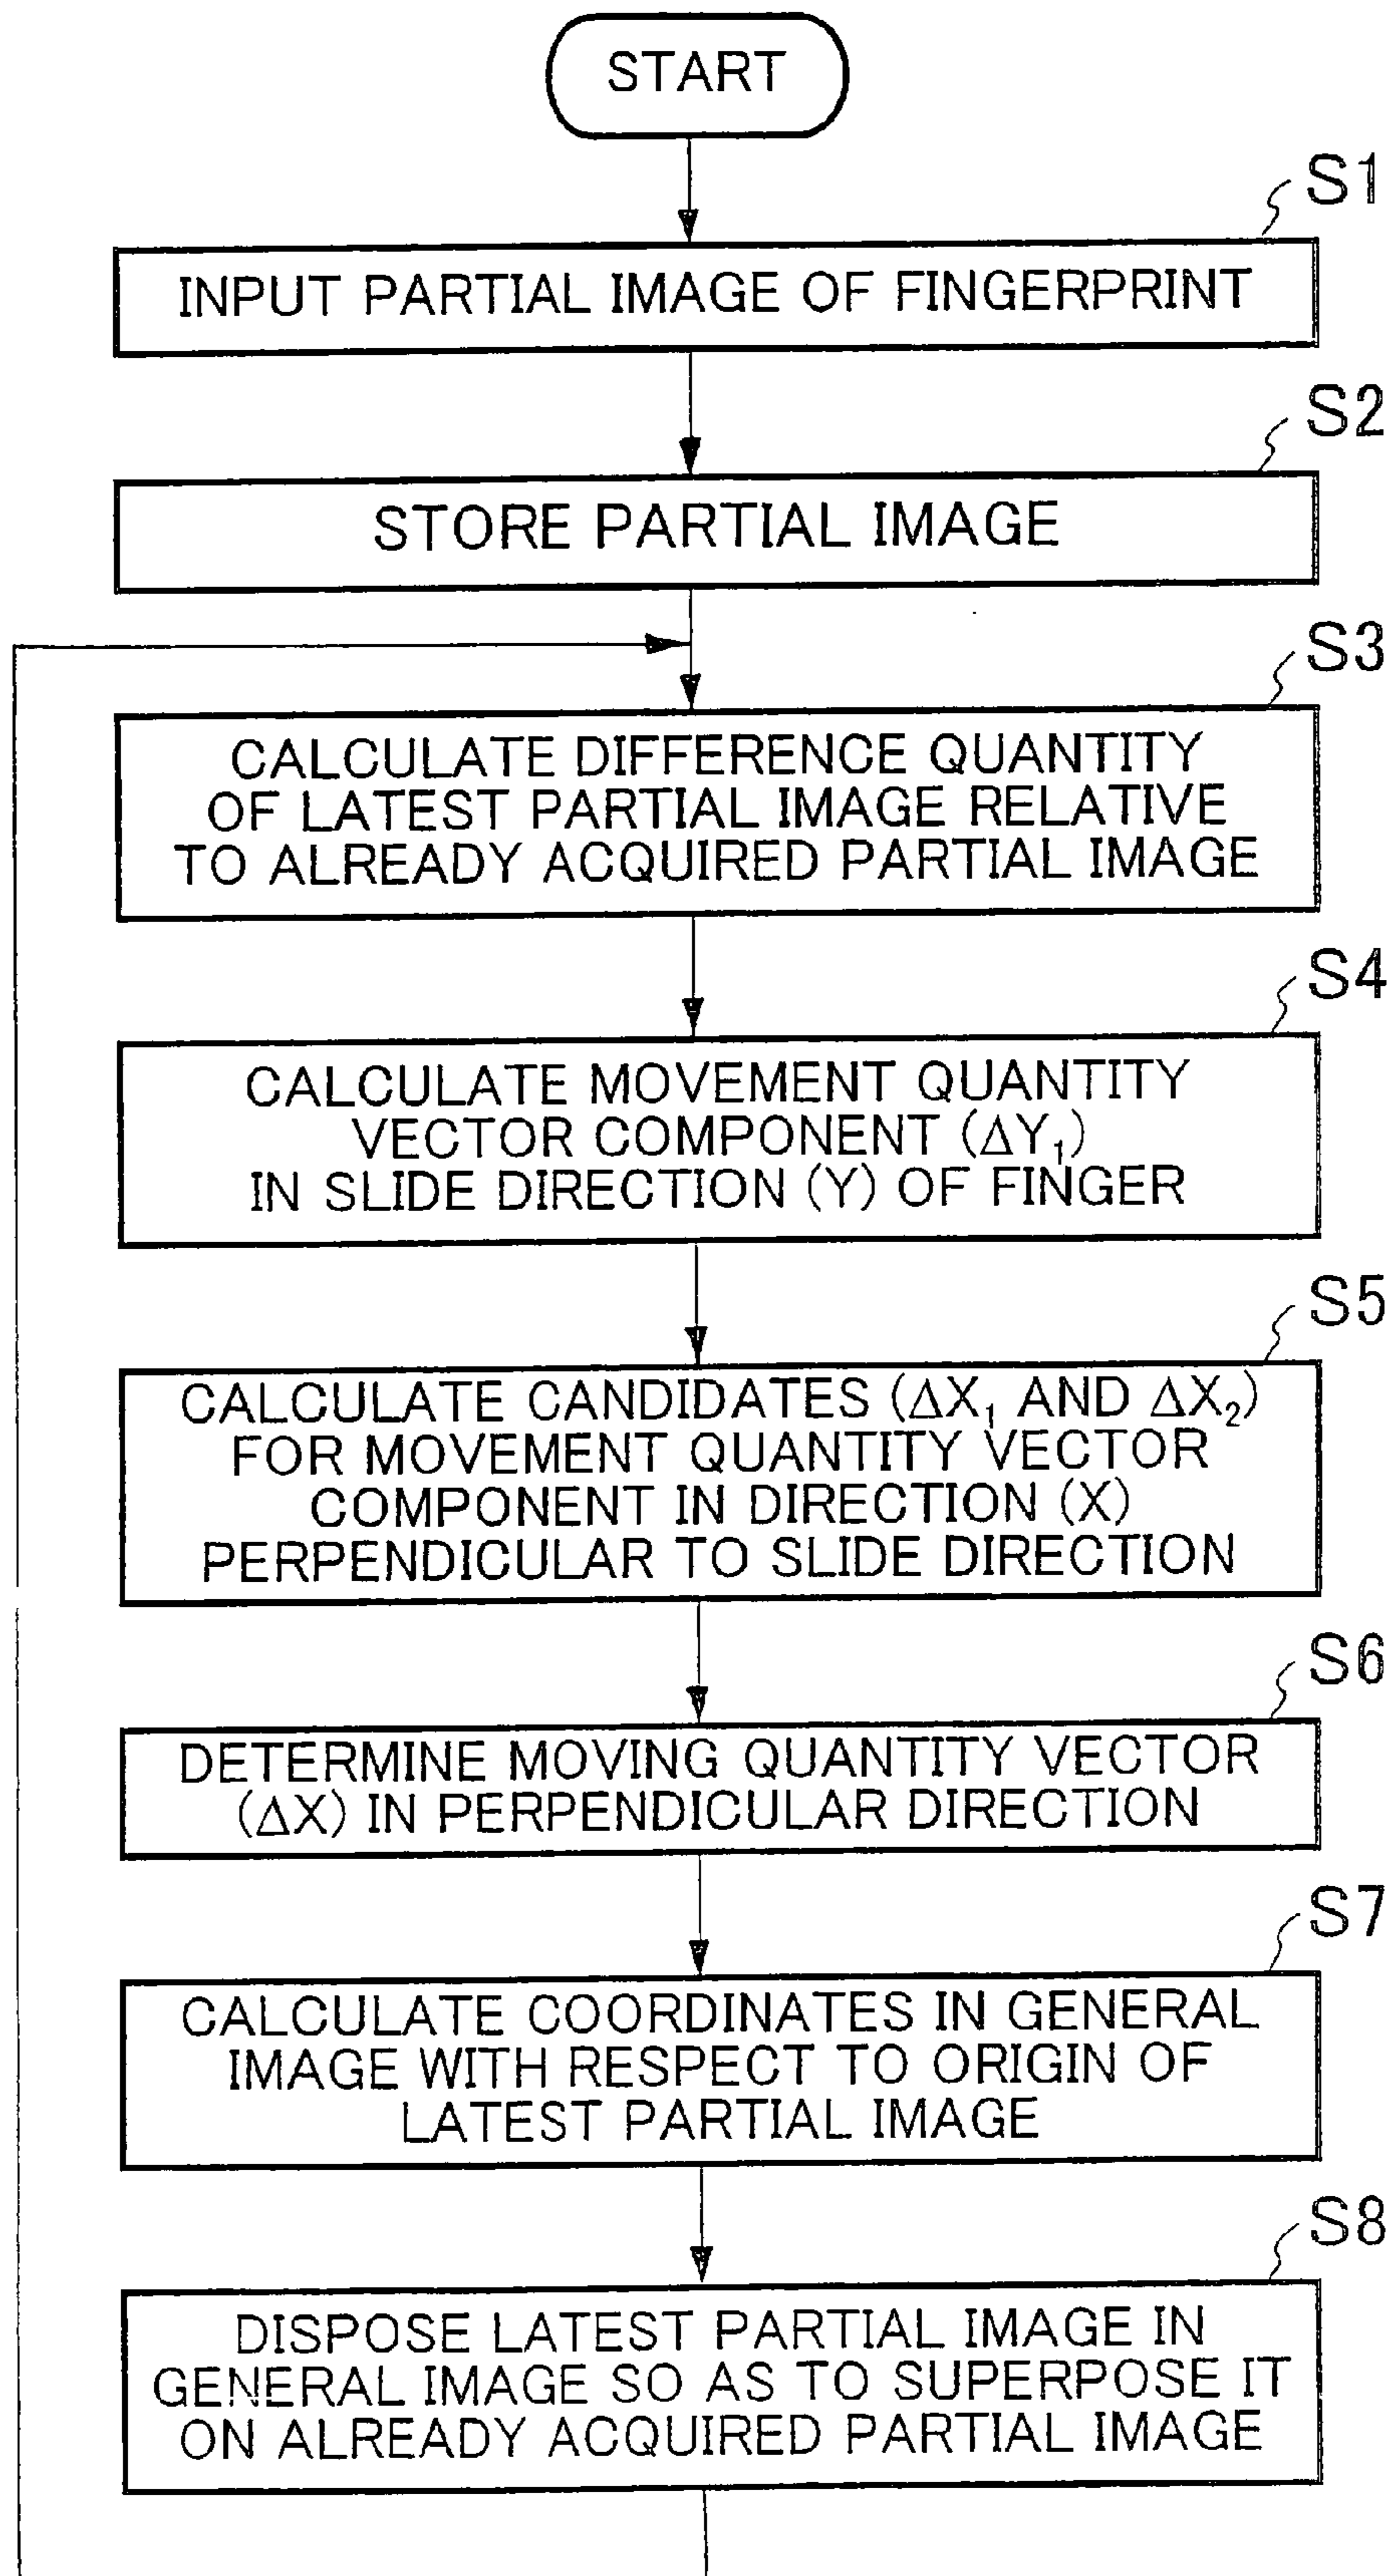 START
S1
INPUT PARTIAL IMAGE OF FINGERPRINT
S2
STORE PARTIAL IMAGE
S3
CALCULATE DIFFERENCE QUANTITY
OF LATEST PARTIAL IMAGE RELATIVE
TO ALREADY ACQUIRED PARTIAL IMAGE
S4
CALCULATE MOVEMENT QUANTITY
VECTOR COMPONENT (ΔY₁)
IN SLIDE DIRECTION (Y) OF FINGER
S5
CALCULATE CANDIDATES (ΔX₁ AND ΔX₂)
FOR MOVEMENT QUANTITY VECTOR
COMPONENT IN DIRECTION (X)
PERPENDICULAR TO SLIDE DIRECTION
S6
DETERMINE MOVING QUANTITY VECTOR
(ΔX) IN PERPENDICULAR DIRECTION
S7
CALCULATE COORDINATES IN GENERAL
IMAGE WITH RESPECT TO ORIGIN OF
LATEST PARTIAL IMAGE
S8
DISPOSE LATEST PARTIAL IMAGE IN
GENERAL IMAGE SO AS TO SUPERPOSE IT
ON ALREADY ACQUIRED PARTIAL IMAGE